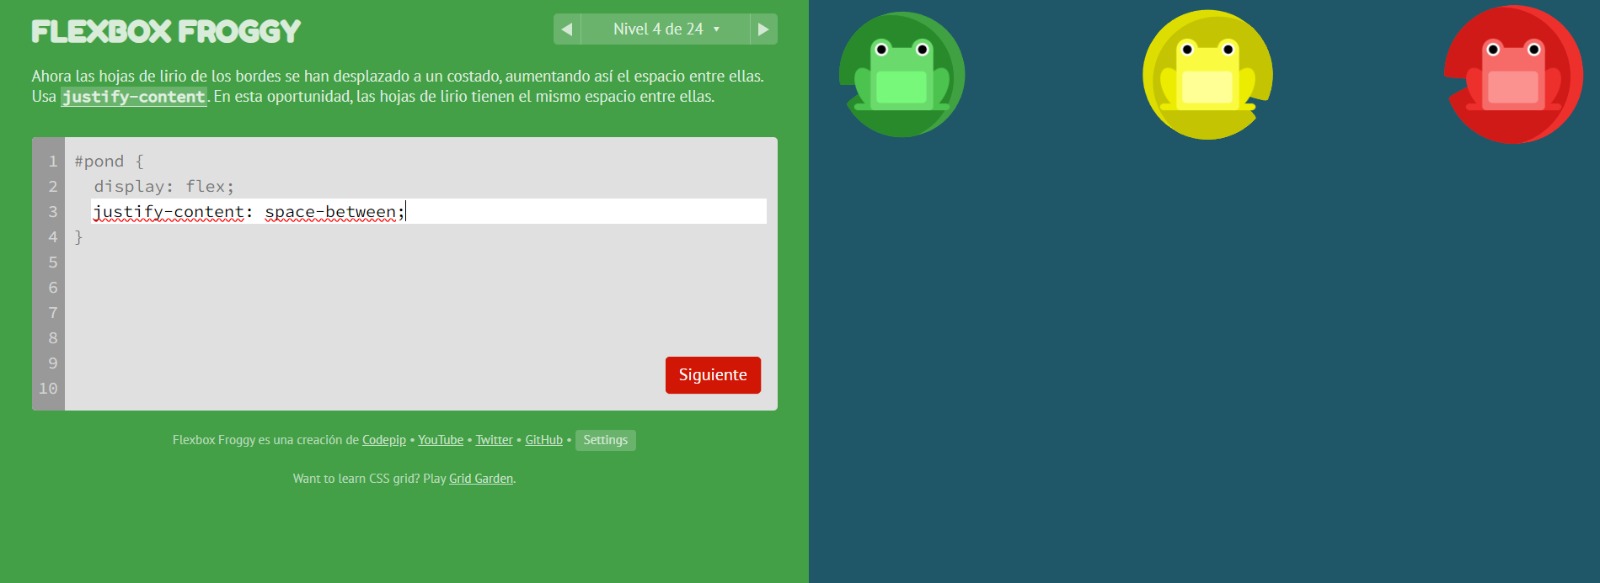 FLEXBOX FROGGY
◀ Nivel 4 de 24 ▾ ▶
Ahora las hojas de lirio de los bordes se han desplazado a un costado, aumentando así el espacio entre ellas.
Usa justify-content. En esta oportunidad, las hojas de lirio tienen el mismo espacio entre ellas.
1 #pond {
2 display: flex;
3 justify-content: space-between;
4 }
5
6
7
8
9
10
Siguiente
Flexbox Froggy es una creación de Codepip • YouTube • Twitter • GitHub • Settings
Want to learn CSS grid? Play Grid Garden.